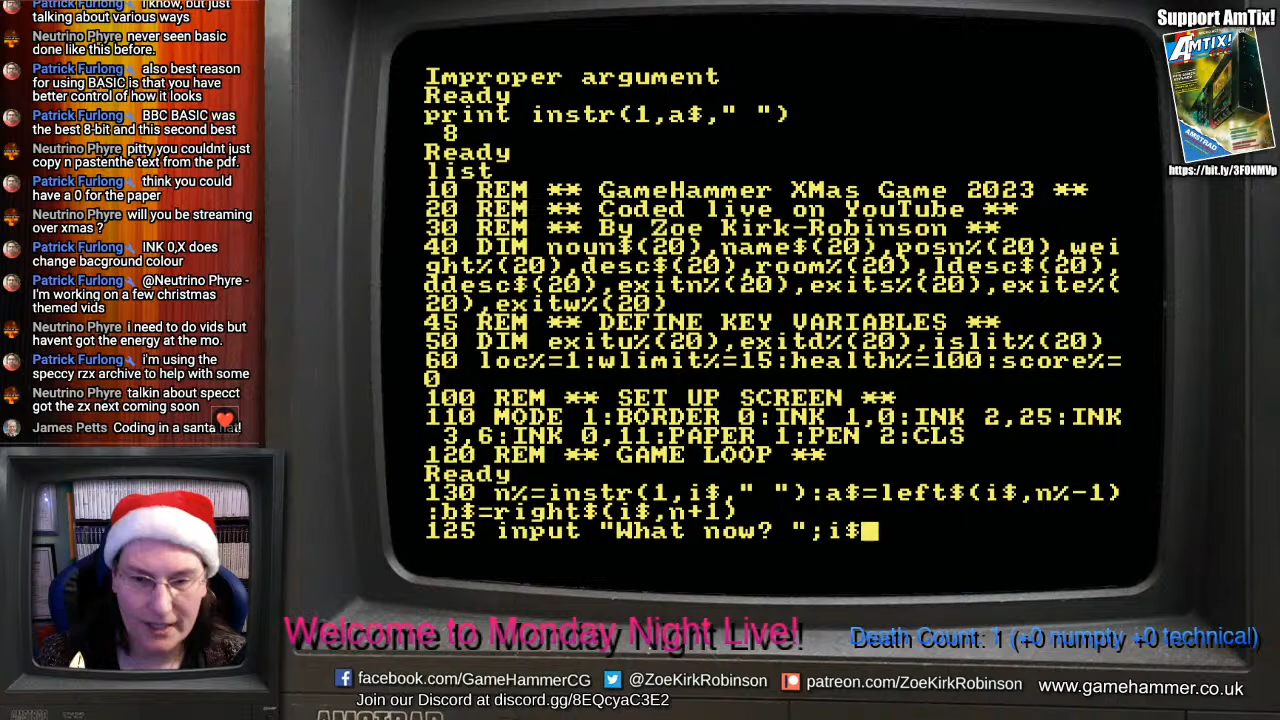 Patrick Furlong I know, but just
talking about various ways
Neutrino Phyre never seen basic
done like this before.
Patrick Furlong also best reason
for using BASIC is that you have
better control of how it looks
Patrick Furlong BBC BASIC was
the best 8-bit and this second best
Neutrino Phyre pitty you couldnt just
copy n pastenthe text from the pdf.
Patrick Furlong think you could
have a 0 for the paper
Neutrino Phyre will you be streaming
over xmas ?
Patrick Furlong INK 0,X does
change bacground colour
Patrick Furlong @Neutrino Phyre -
I'm working on a few christmas
themed vids
Neutrino Phyre i need to do vids but
havent got the energy at the mo.
Patrick Furlong i'm using the
speccy rzx archive to help with some
Neutrino Phyre talkin about specct
got the zx next coming soon
James Petts Coding in a santa hat!
Improper argument
Ready
print instr(1,a$," ")
8
Ready
list
10 REM ** GameHammer XMas Game 2023 **
20 REM ** Coded live on YouTube **
30 REM ** By Zoe Kirk-Robinson **
40 DIM noun$(20),name$(20),posn%(20),wei
ght%(20),desc$(20),room%(20),ldesc$(20),
ddesc$(20),exitn%(20),exits%(20),exite%(
20),exitw%(20)
45 REM ** DEFINE KEY VARIABLES **
50 DIM exitu%(20),exitd%(20),islit%(20)
60 loc%=1:wlimit%=15:health%=100:score%=
0
100 REM ** SET UP SCREEN **
110 MODE 1:BORDER 0:INK 1,0:INK 2,25:INK
3,6:INK 0,11:PAPER 1:PEN 2:CLS
120 REM ** GAME LOOP **
Ready
130 n%=instr(1,i$," "):a$=left$(i$,n%-1)
:b$=right$(i$,n+1)
125 input "What now? ";i$
Support AmTix!
AMTIX!
AMSTRAD
https://bit.ly/3F0NMVp
Welcome to Monday Night Live!
Death Count: 1 (+0 numpty +0 technical)
facebook.com/GameHammerCG
@ZoeKirkRobinson
patreon.com/ZoeKirkRobinson
www.gamehammer.co.uk
Join our Discord at discord.gg/8EQcyaC3E2
AMSTRAD